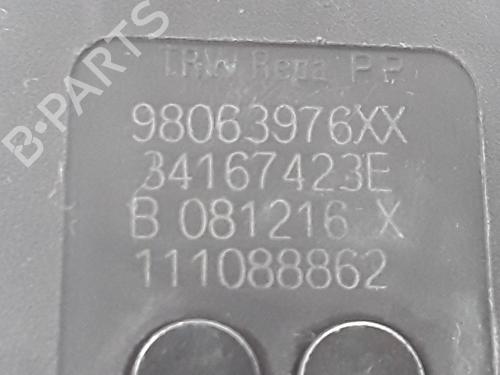 B-PARTS
TRW Repa PP
98063976XX
34167423E
B 081216 X
111088862